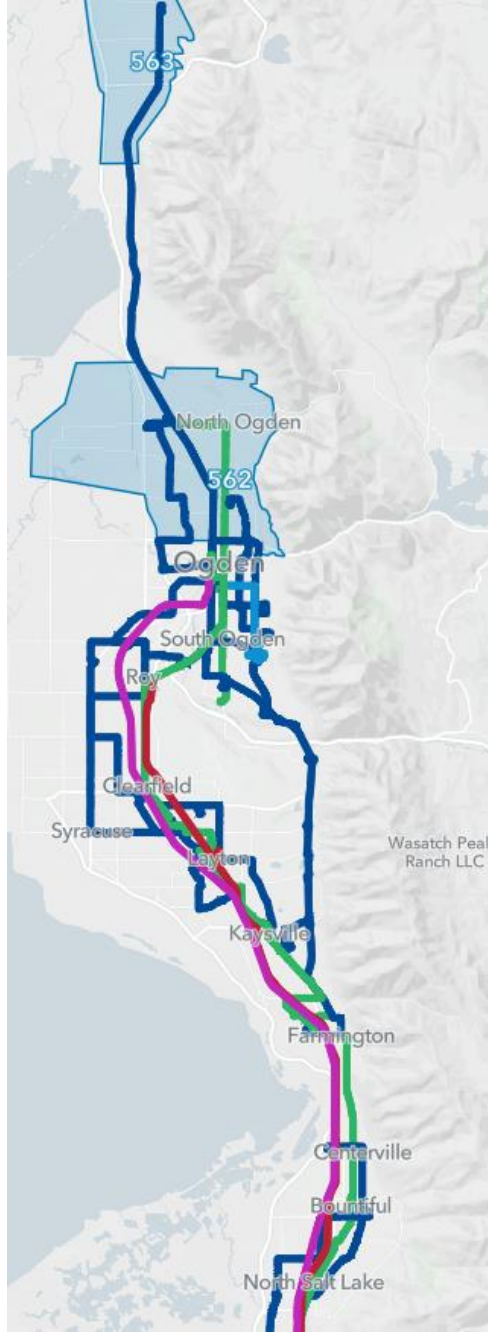 563
North Ogden
562
Ogden
South Ogden
Roy
Clearfield
Syracuse
Layton
Wasatch Peak
Ranch LLC
Kaysville
Farmington
Centerville
Bountiful
North Salt Lake